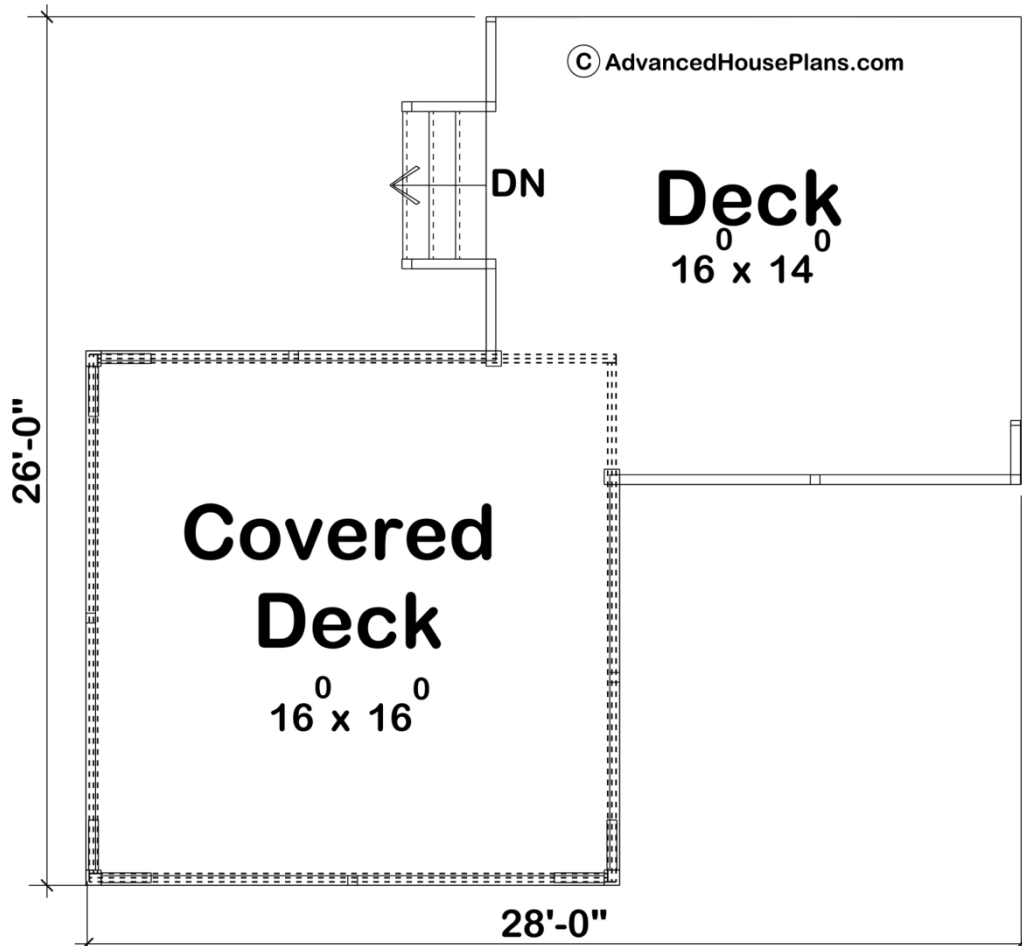 © AdvancedHousePlans.com
DN
Deck
16⁰ x 14⁰
26'-0"
Covered
Deck
16⁰ x 16⁰
28'-0"